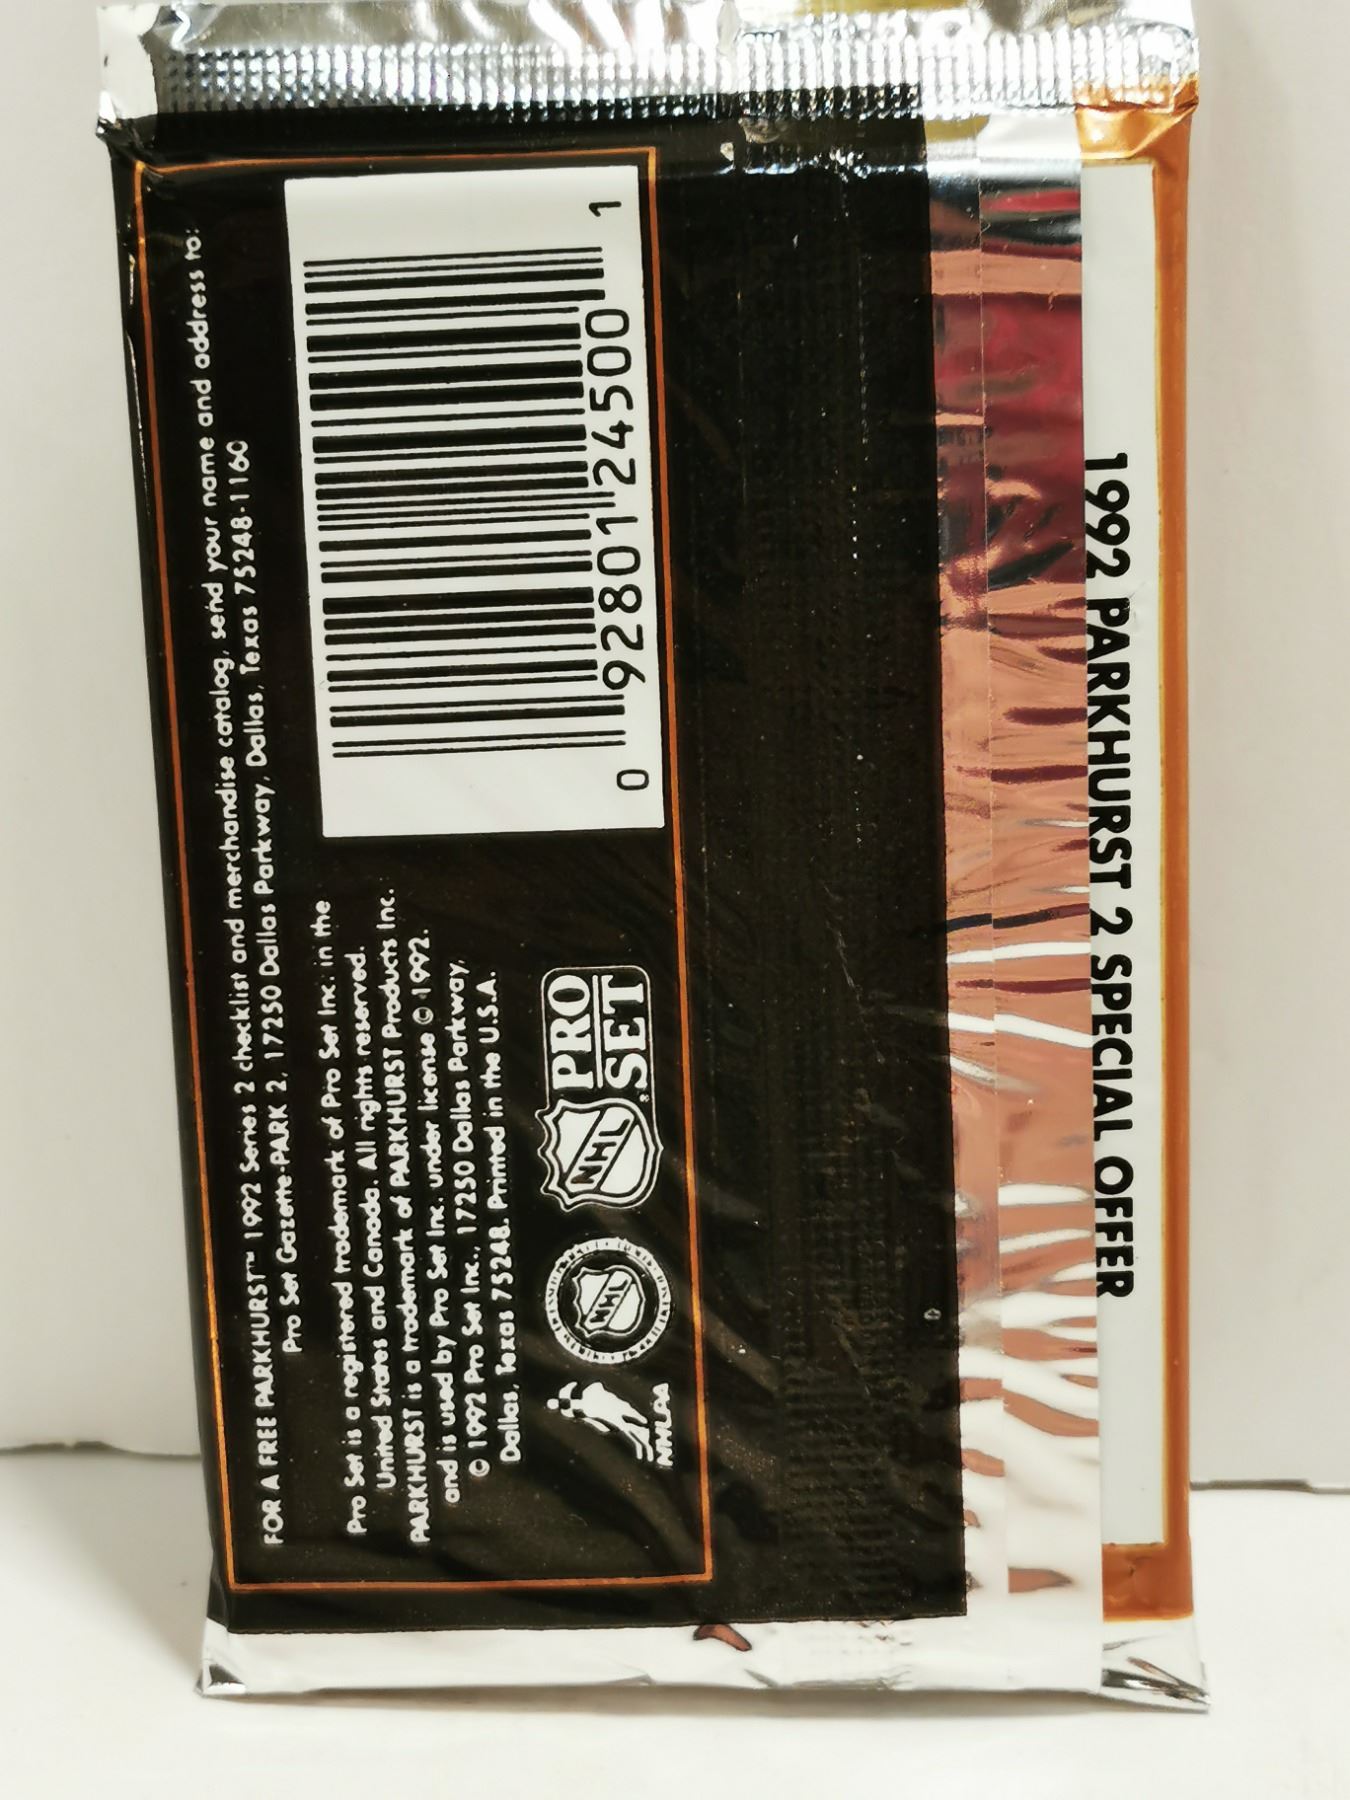 FOR A FREE PARKHURST™ 1992 Series 2 checklist and merchandise catalog, send your name and address to:
Pro Set Gazette-PARK 2, 17250 Dallas Parkway, Dallas, Texas 75248-1160
Pro Set is a registered trademark of Pro Set Inc. in the
United States and Canada. All rights reserved.
PARKHURST is a trademark of PARKHURST Products Inc.
and is used by Pro Set Inc. under license © 1992.
© 1992 Pro Set Inc., 17250 Dallas Parkway,
Dallas, Texas 75248. Printed in the U.S.A.
NHLPA
NHL
NHL
PRO
SET
0 92801 24500 1
1992 PARKHURST 2 SPECIAL OFFER